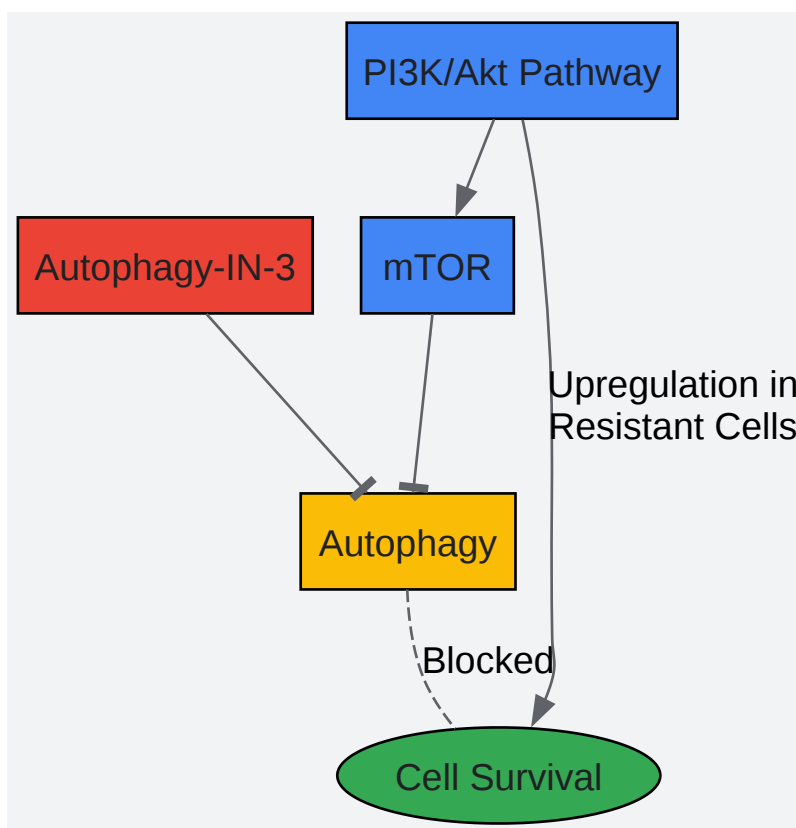 PI3K/Akt Pathway
Autophagy-IN-3
mTOR
Upregulation in
Resistant Cells
Autophagy
Blocked
Cell Survival